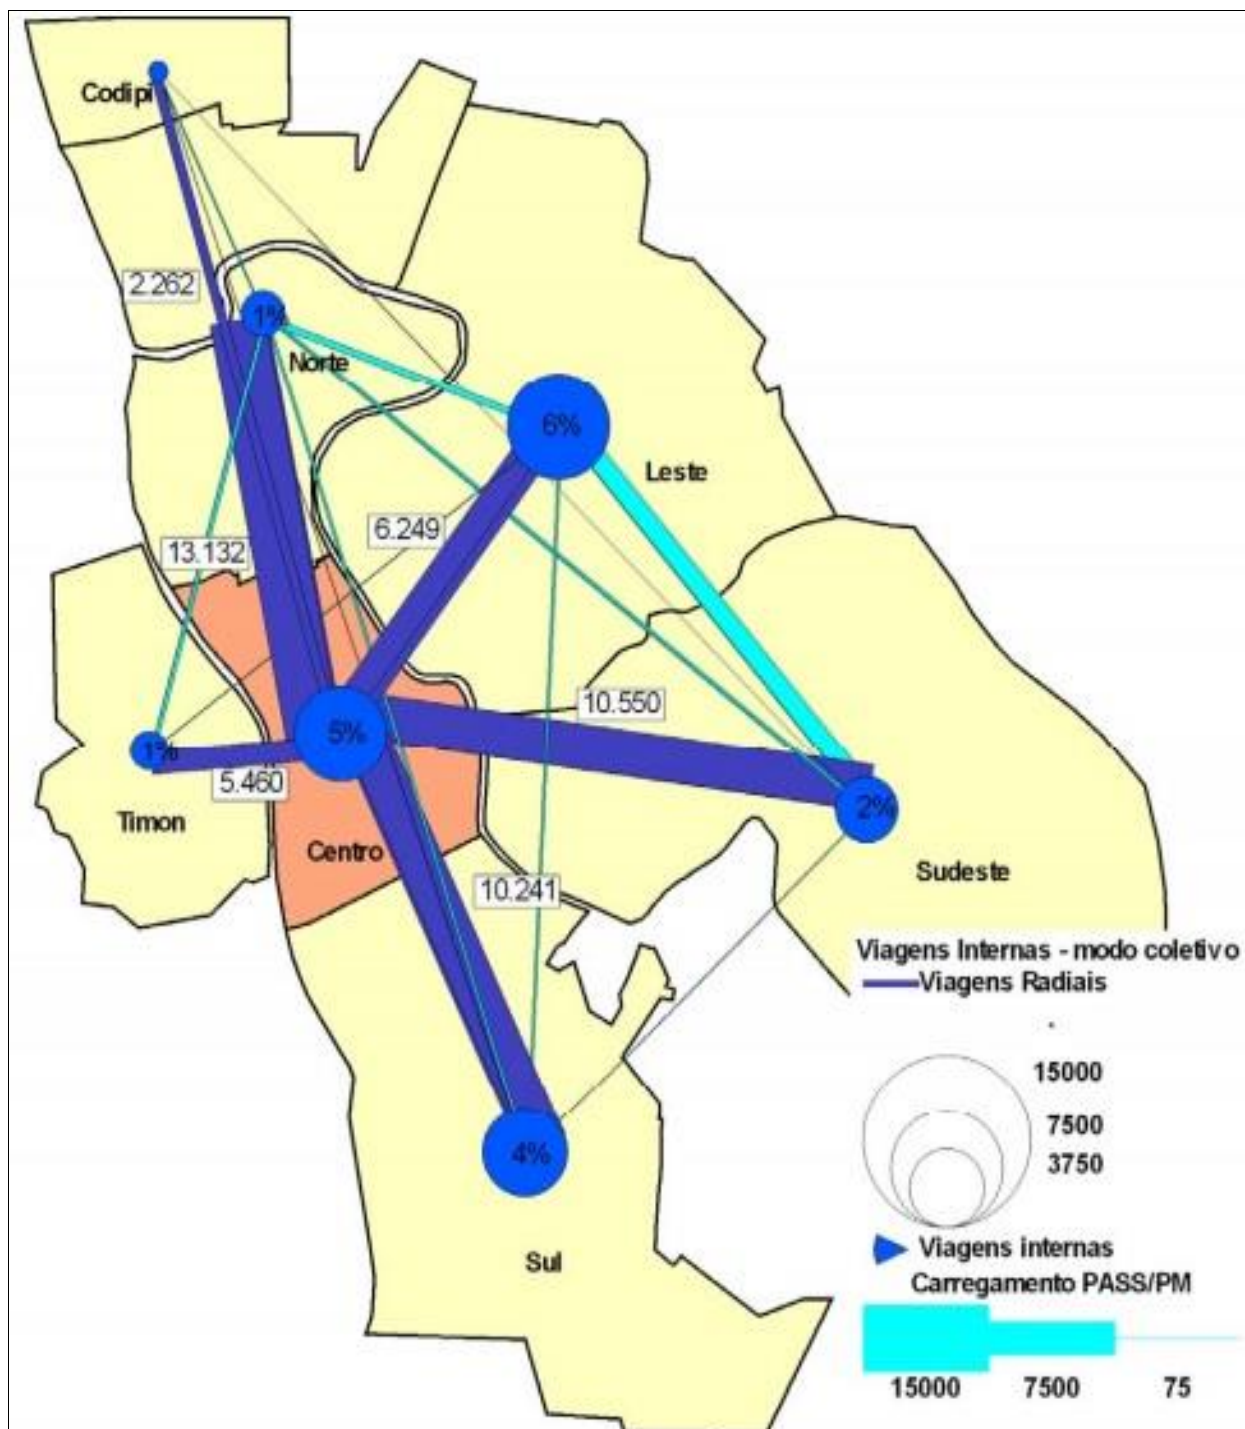 Codipi
2.262
1%
Norte
6%
Leste
6.249
13.132
10.550
5%
1%
5.460
2%
Timon
Centro
Sudeste
10.241
Viagens Internas - modo coletivo
Viagens Radiais
15000
7500
3750
4%
Viagens internas
Sul
Carregamento PASS/PM
15000 7500 75